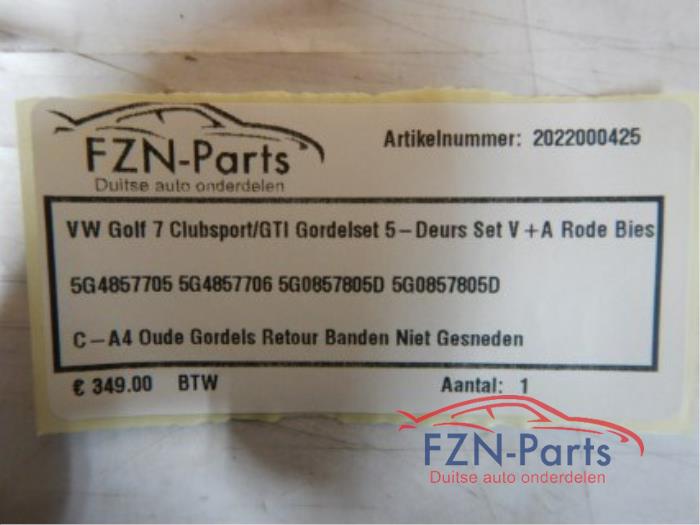 FZN-Parts
Duitse auto onderdelen
Artikelnummer: 2022000425
VW Golf 7 Clubsport/GTI Gordelset 5-Deurs Set V+A Rode Bies
5G4857705 5G4857706 5G0857805D 5G0857805D
C-A4 Oude Gordels Retour Banden Niet Gesneden
€ 349.00 BTW Aantal: 1
FZN-Parts
Duitse auto onderdelen